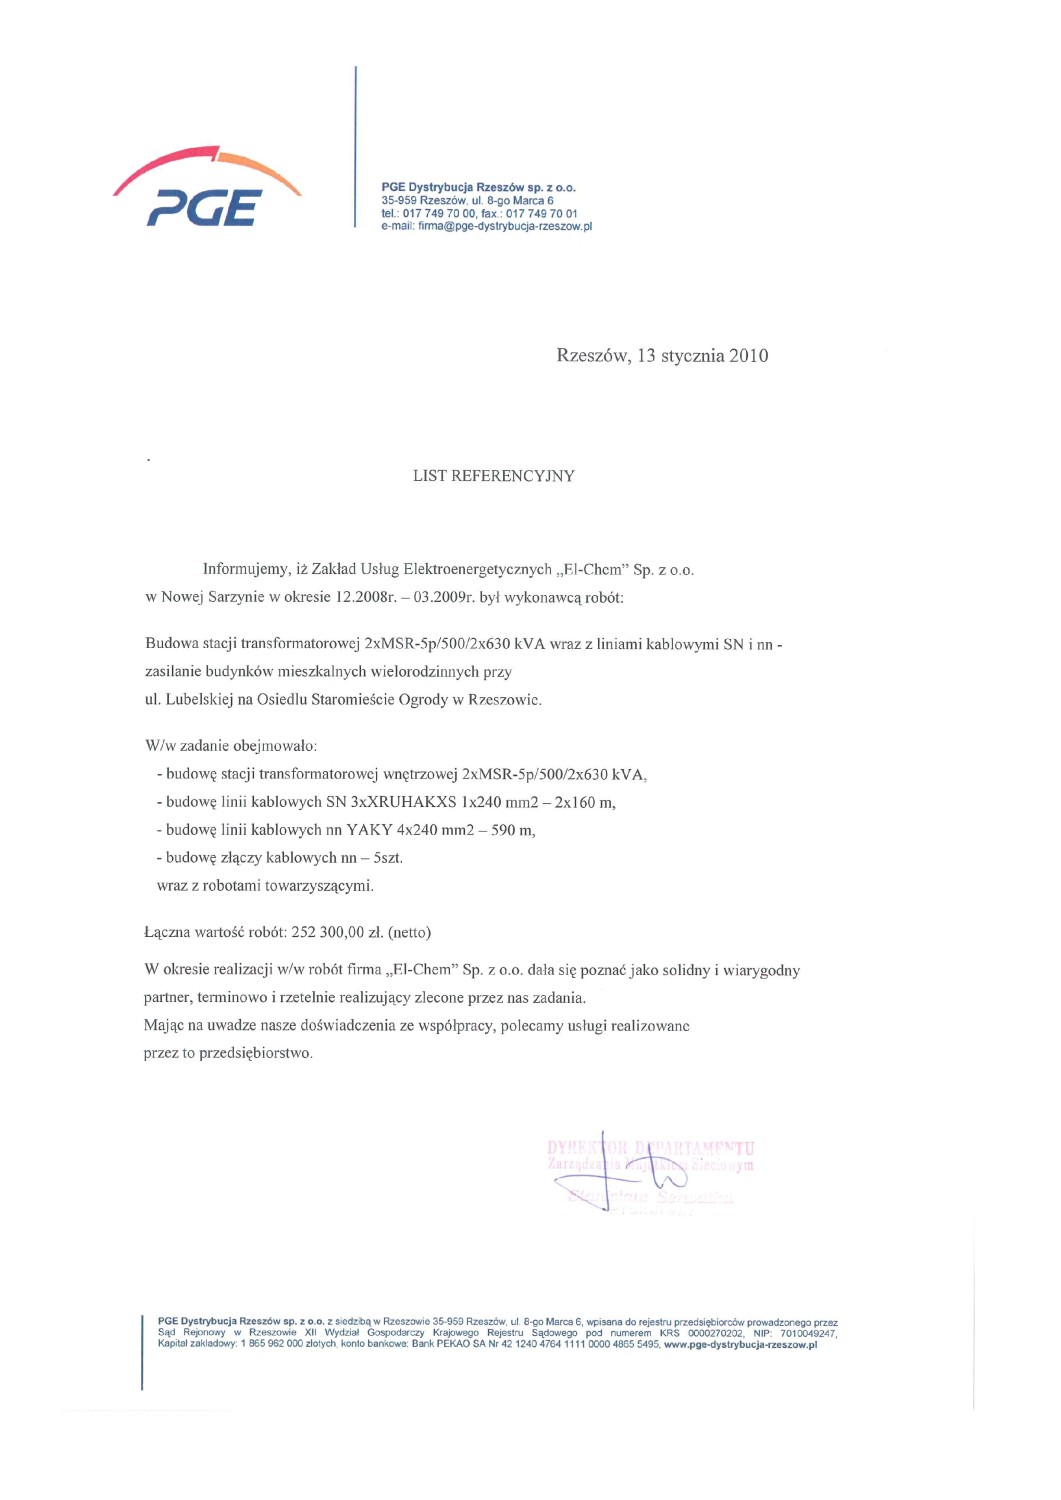 PGE
PGE Dystrybucja Rzeszów sp. z o.o.
35-959 Rzeszów, ul. 8-go Marca 6
tel.: 017 749 70 00, fax.: 017 749 70 01
e-mail: firma@pge-dystrybucja-rzeszow.pl
Rzeszów, 13 stycznia 2010
LIST REFERENCYJNY
Informujemy, iż Zakład Usług Elektroenergetycznych „El-Chem” Sp. z o.o.
w Nowej Sarzynie w okresie 12.2008r. – 03.2009r. był wykonawcą robót:
Budowa stacji transformatorowej 2xMSR-5p/500/2x630 kVA wraz z liniami kablowymi SN i nn -
zasilanie budynków mieszkalnych wielorodzinnych przy
ul. Lubelskiej na Osiedlu Staromieście Ogrody w Rzeszowie.
W/w zadanie obejmowało:
- budowę stacji transformatorowej wnętrzowej 2xMSR-5p/500/2x630 kVA,
- budowę linii kablowych SN 3xXRUHAKXS 1x240 mm2 – 2x160 m,
- budowę linii kablowych nn YAKY 4x240 mm2 – 590 m,
- budowę złączy kablowych nn – 5szt.
wraz z robotami towarzyszącymi.
Łączna wartość robót: 252 300,00 zł. (netto)
W okresie realizacji w/w robót firma „El-Chem” Sp. z o.o. dała się poznać jako solidny i wiarygodny
partner, terminowo i rzetelnie realizujący zlecone przez nas zadania.
Mając na uwadze nasze doświadczenia ze współpracy, polecamy usługi realizowane
przez to przedsiębiorstwo.
DYREKTOR DEPARTAMENTU
Zarządzania Majątkiem Sieciowym
PGE Dystrybucja Rzeszów sp. z o.o. z siedzibą w Rzeszowie 35-959 Rzeszów, ul. 8-go Marca 6, wpisana do rejestru przedsiębiorców prowadzonego przez
Sąd Rejonowy w Rzeszowie XII Wydział Gospodarczy Krajowego Rejestru Sądowego pod numerem KRS 0000270202, NIP: 7010049247,
Kapitał zakładowy: 1 865 962 000 złotych, konto bankowe: Bank PEKAO SA Nr 42 1240 4764 1111 0000 4865 5495, www.pge-dystrybucja-rzeszow.pl